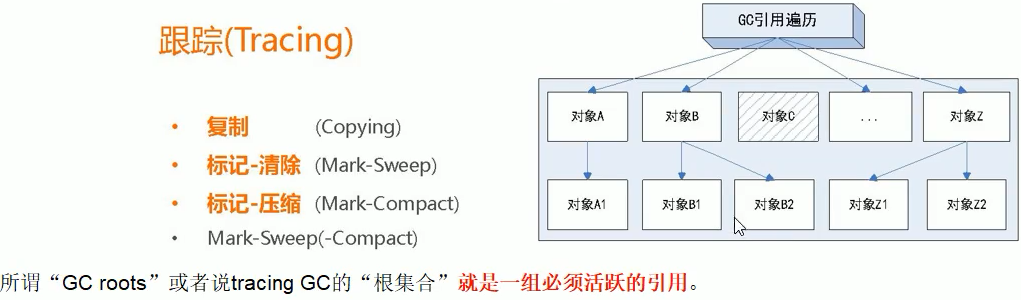 跟踪(Tracing)
• 复制 (Copying)
• 标记-清除 (Mark-Sweep)
• 标记-压缩 (Mark-Compact)
• Mark-Sweep(-Compact)
GC引用遍历
对象A 对象B 对象C ... 对象Z
对象A1 对象B1 对象B2 对象Z1 对象Z2
所谓“GC roots”或者说tracing GC的“根集合”就是一组必须活跃的引用。